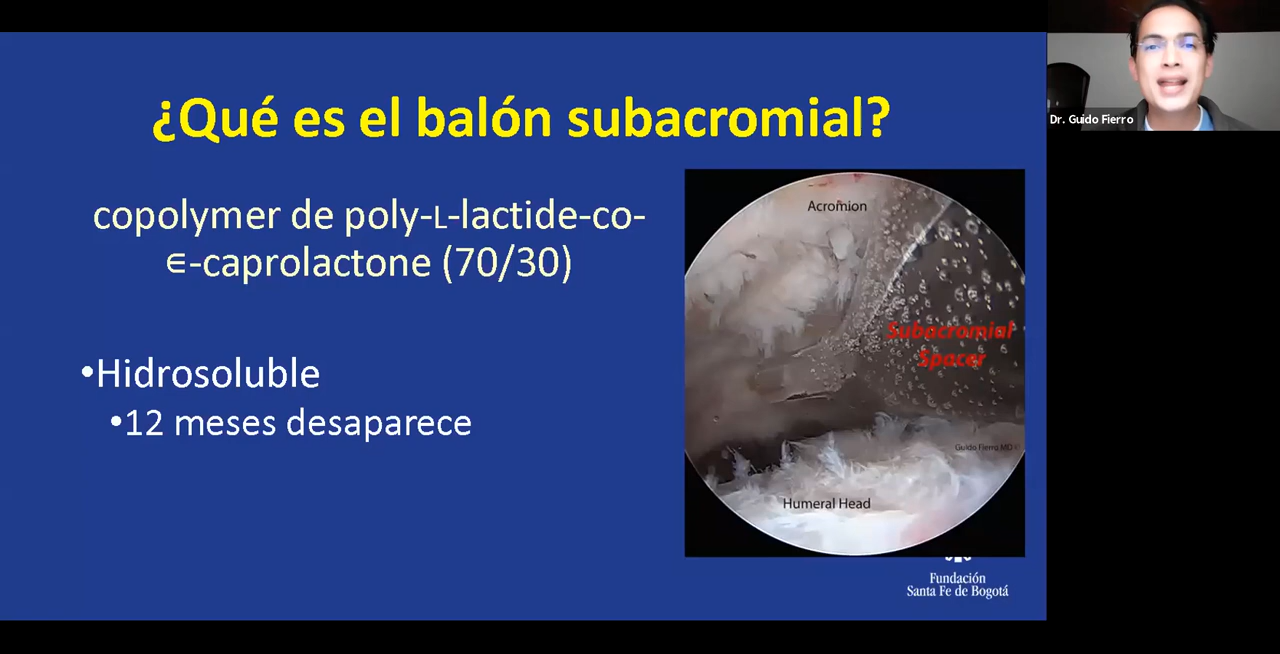 ¿Qué es el balón subacromial?
copolymer de poly-L-lactide-co-
∈-caprolactone (70/30)
•Hidrosoluble
•12 meses desaparece
Acromion
Subacromial
Spacer
Guido Fierro MD ©
Humeral Head
Fundación
Santa Fe de Bogotá
Dr. Guido Fierro